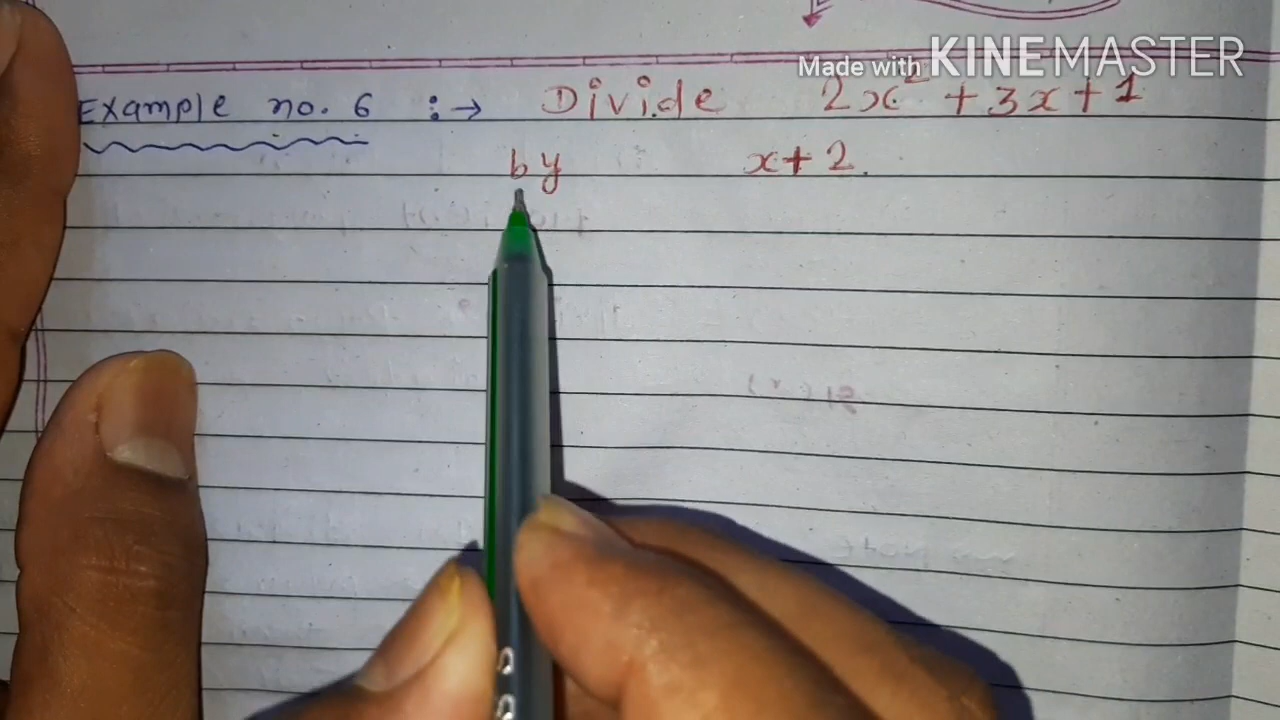 Made with KINEMASTER
Example no. 6 :→ Divide 2x² + 3x + 1
by x + 2.